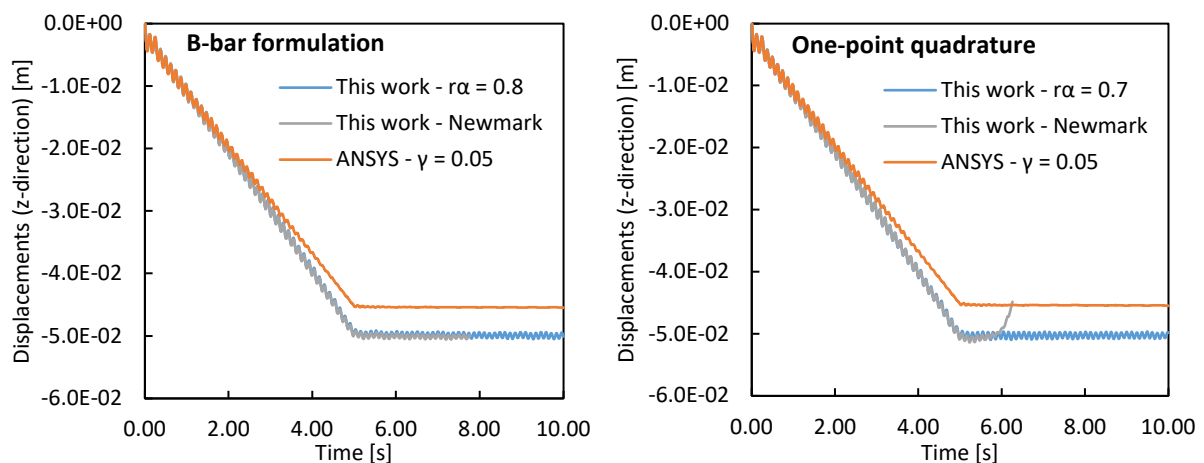 B-bar formulation
Displacements (z-direction) [m]
0.0E+00
-1.0E-02
-2.0E-02
-3.0E-02
-4.0E-02
-5.0E-02
-6.0E-02
This work - rα = 0.8
This work - Newmark
ANSYS - γ = 0.05
0.00 2.00 4.00 6.00 8.00 10.00
Time [s]
One-point quadrature
Displacements (z-direction) [m]
0.0E+00
-1.0E-02
-2.0E-02
-3.0E-02
-4.0E-02
-5.0E-02
-6.0E-02
This work - rα = 0.7
This work - Newmark
ANSYS - γ = 0.05
0.00 2.00 4.00 6.00 8.00 10.00
Time [s]